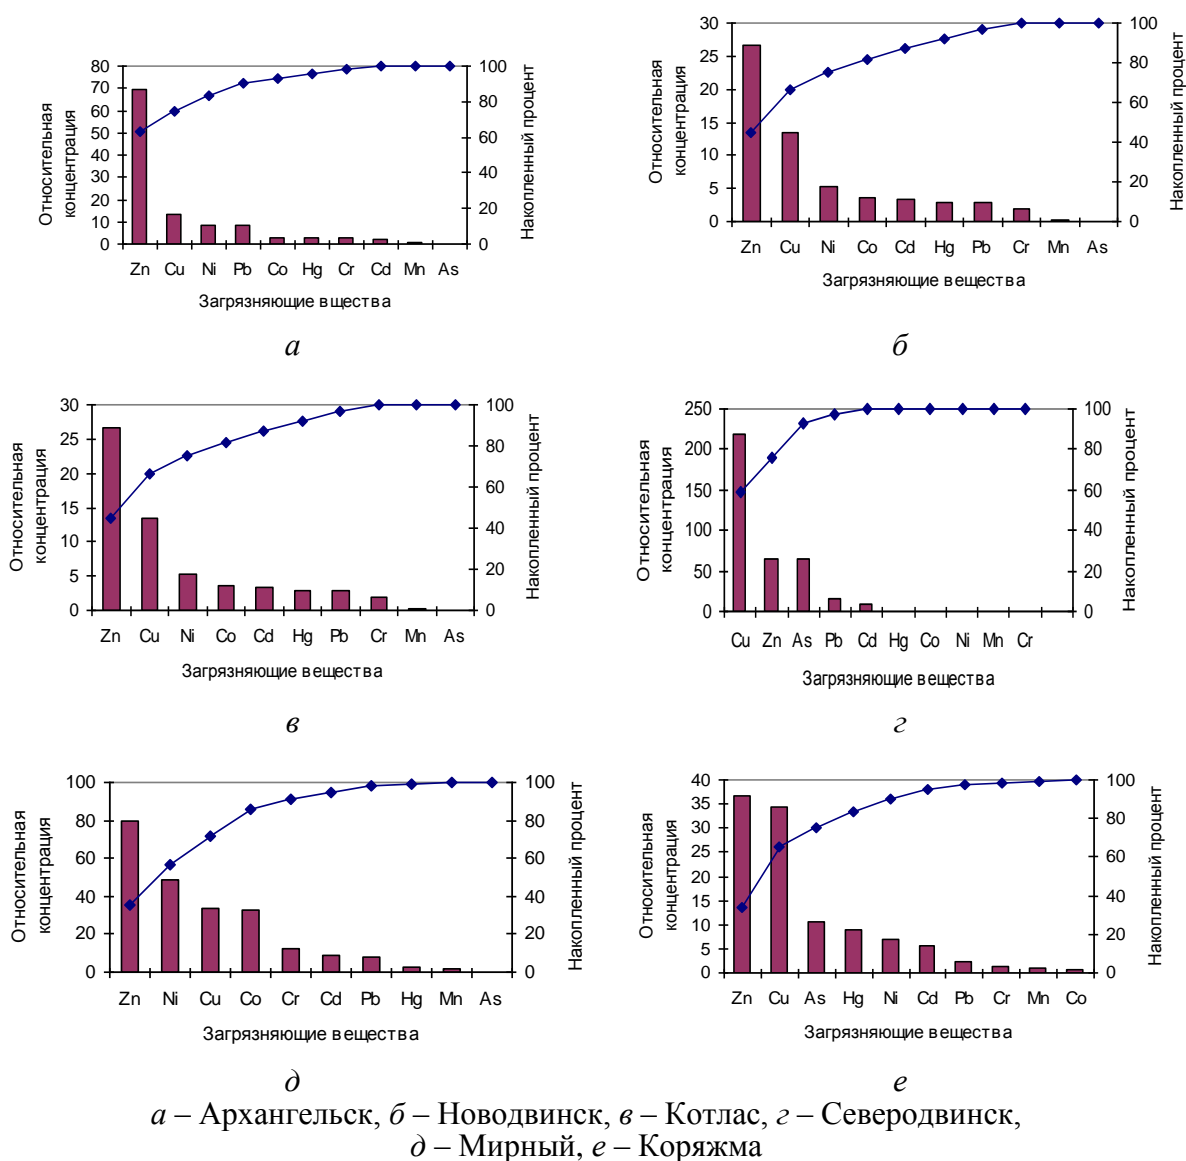 Относительная концентрация
80
70
60
50
40
30
20
10
0
100
80
60
40
20
0
Накопленный процент
Zn Cu Ni Pb Co Hg Cr Cd Mn As
Загрязняющие вщества
а
Относительная концентрация
30
25
20
15
10
5
0
100
80
60
40
20
0
Накопленный процент
Zn Cu Ni Co Cd Hg Pb Cr Mn As
Загрязняющие вещества
б
Относительная концентрация
30
25
20
15
10
5
0
100
80
60
40
20
0
Накопленный процент
Zn Cu Ni Co Cd Hg Pb Cr Mn As
Загрязняющие вещества
в
Относительная концентрация
250
200
150
100
50
0
100
80
60
40
20
0
Накопленный процент
Cu Zn As Pb Cd Hg Co Ni Mn Cr
Загрязняющие вещества
г
Относительная концентрация
100
80
60
40
20
0
100
80
60
40
20
0
Накопленный процент
Zn Ni Cu Co Cr Cd Pb Hg Mn As
Загрязняющие вещества
д
Относительная концентрация
40
35
30
25
20
15
10
5
0
100
80
60
40
20
0
Накопленный процент
Zn Cu As Hg Ni Cd Pb Cr Mn Co
Загрязняющие вещества
е
а – Архангельск, б – Новодвинск, в – Котлас, г – Северодвинск,
д – Мирный, е – Коряжма